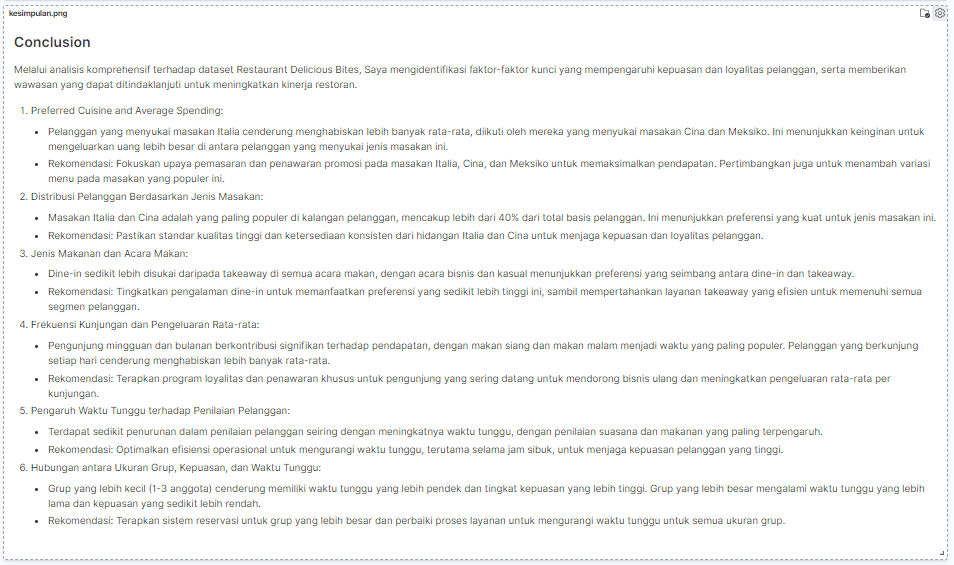 kesimpulan.png
Conclusion
Melalui analisis komprehensif terhadap dataset Restaurant Delicious Bites, Saya mengidentifikasi faktor-faktor kunci yang mempengaruhi kepuasan dan loyalitas pelanggan, serta memberikan
wawasan yang dapat ditindaklanjuti untuk meningkatkan kinerja restoran.
1. Preferred Cuisine and Average Spending:
• Pelanggan yang menyukai masakan Italia cenderung menghabiskan lebih banyak rata-rata, diikuti oleh mereka yang menyukai masakan Cina dan Meksiko. Ini menunjukkan keinginan untuk
mengeluarkan uang lebih besar di antara pelanggan yang menyukai jenis masakan ini.
• Rekomendasi: Fokuskan upaya pemasaran dan penawaran promosi pada masakan Italia, Cina, dan Meksiko untuk memaksimalkan pendapatan. Pertimbangkan juga untuk menambah variasi
menu pada masakan yang populer ini.
2. Distribusi Pelanggan Berdasarkan Jenis Masakan:
• Masakan Italia dan Cina adalah yang paling populer di kalangan pelanggan, mencakup lebih dari 40% dari total basis pelanggan. Ini menunjukkan preferensi yang kuat untuk jenis masakan ini.
• Rekomendasi: Pastikan standar kualitas tinggi dan ketersediaan konsisten dari hidangan Italia dan Cina untuk menjaga kepuasan dan loyalitas pelanggan.
3. Jenis Makanan dan Acara Makan:
• Dine-in sedikit lebih disukai daripada takeaway di semua acara makan, dengan acara bisnis dan kasual menunjukkan preferensi yang seimbang antara dine-in dan takeaway.
• Rekomendasi: Tingkatkan pengalaman dine-in untuk memanfaatkan preferensi yang sedikit lebih tinggi ini, sambil mempertahankan layanan takeaway yang efisien untuk memenuhi semua
segmen pelanggan.
4. Frekuensi Kunjungan dan Pengeluaran Rata-rata:
• Pengunjung mingguan dan bulanan berkontribusi signifikan terhadap pendapatan, dengan makan siang dan makan malam menjadi waktu yang paling populer. Pelanggan yang berkunjung
setiap hari cenderung menghabiskan lebih banyak rata-rata.
• Rekomendasi: Terapkan program loyalitas dan penawaran khusus untuk pengunjung yang sering datang untuk mendorong bisnis ulang dan meningkatkan pengeluaran rata-rata per
kunjungan.
5. Pengaruh Waktu Tunggu terhadap Penilaian Pelanggan:
• Terdapat sedikit penurunan dalam penilaian pelanggan seiring dengan meningkatnya waktu tunggu, dengan penilaian suasana dan makanan yang paling terpengaruh.
• Rekomendasi: Optimalkan efisiensi operasional untuk mengurangi waktu tunggu, terutama selama jam sibuk, untuk menjaga kepuasan pelanggan yang tinggi.
6. Hubungan antara Ukuran Grup, Kepuasan, dan Waktu Tunggu:
• Grup yang lebih kecil (1-3 anggota) cenderung memiliki waktu tunggu yang lebih pendek dan tingkat kepuasan yang lebih tinggi. Grup yang lebih besar mengalami waktu tunggu yang lebih
lama dan kepuasan yang sedikit lebih rendah.
• Rekomendasi: Terapkan sistem reservasi untuk grup yang lebih besar dan perbaiki proses layanan untuk mengurangi waktu tunggu untuk semua ukuran grup.